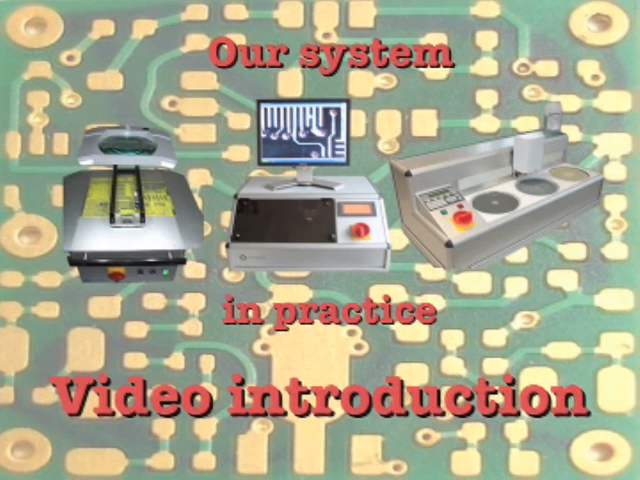 Our system
in practice
Video introduction